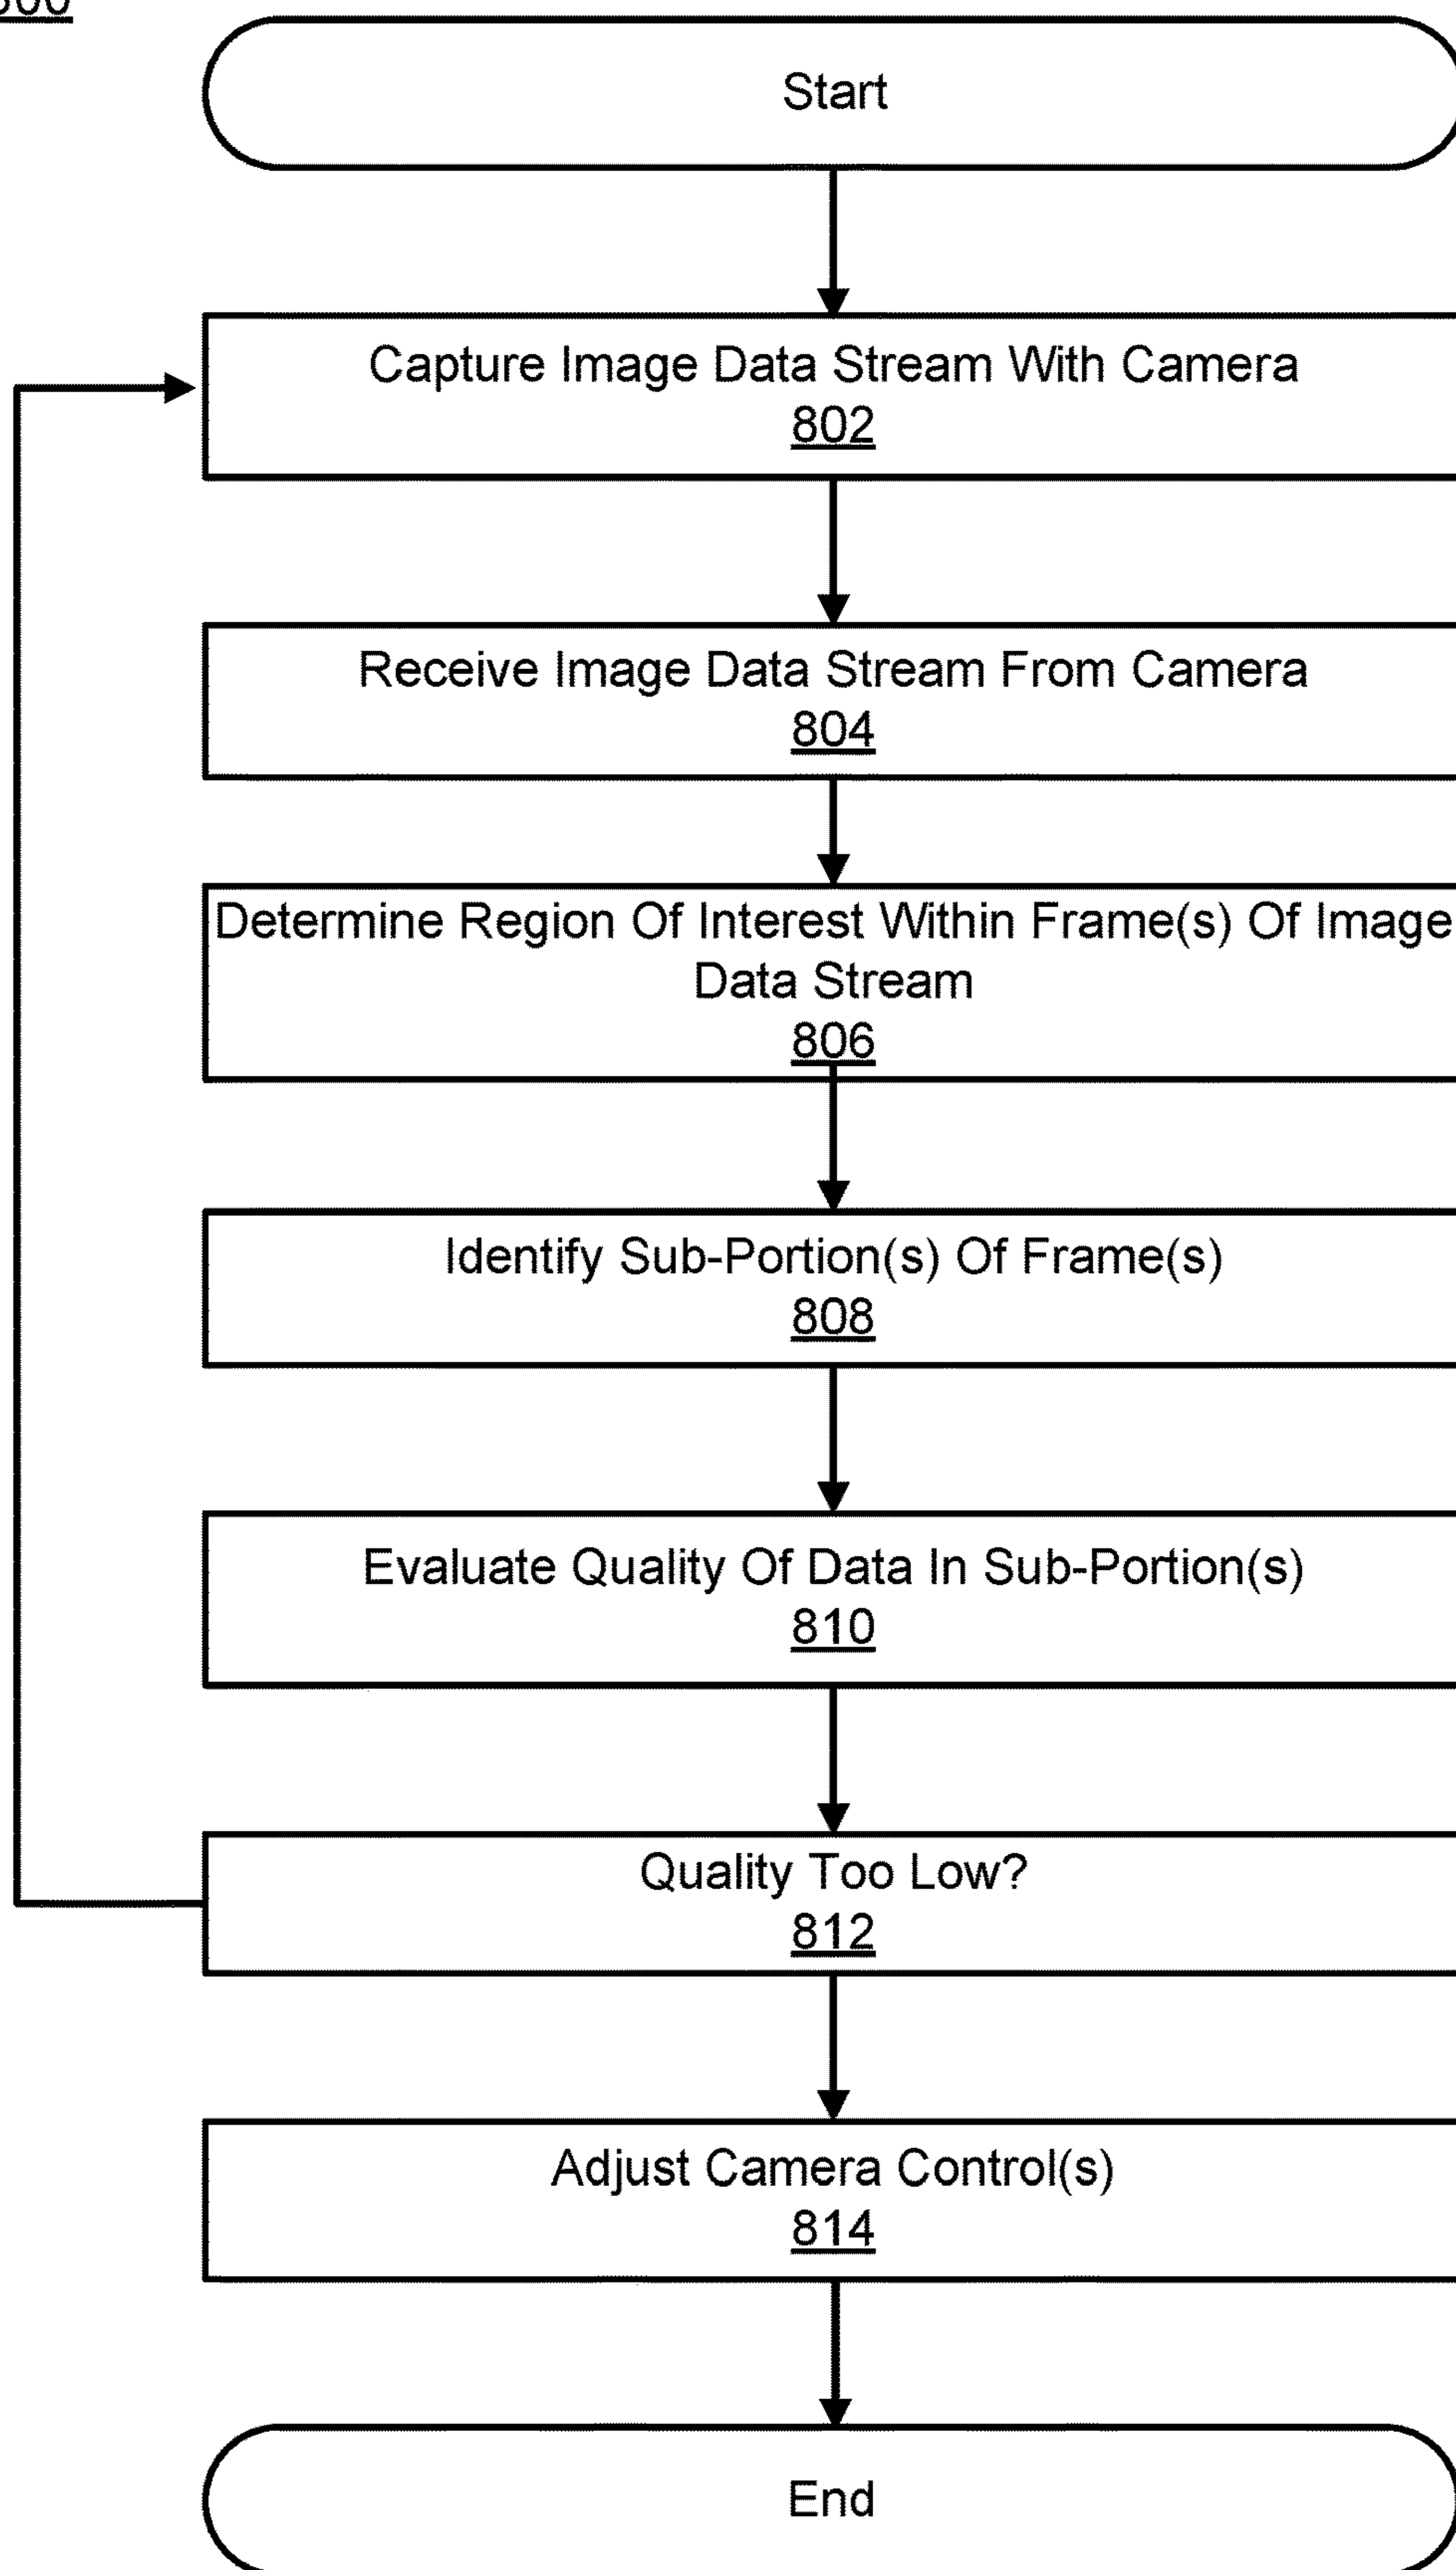 Start
Capture Image Data Stream With Camera
802
Receive Image Data Stream From Camera
804
Determine Region Of Interest Within Frame(s) Of Image
Data Stream
806
Identify Sub-Portion(s) Of Frame(s)
808
Evaluate Quality Of Data In Sub-Portion(s)
810
Quality Too Low?
812
Adjust Camera Control(s)
814
End